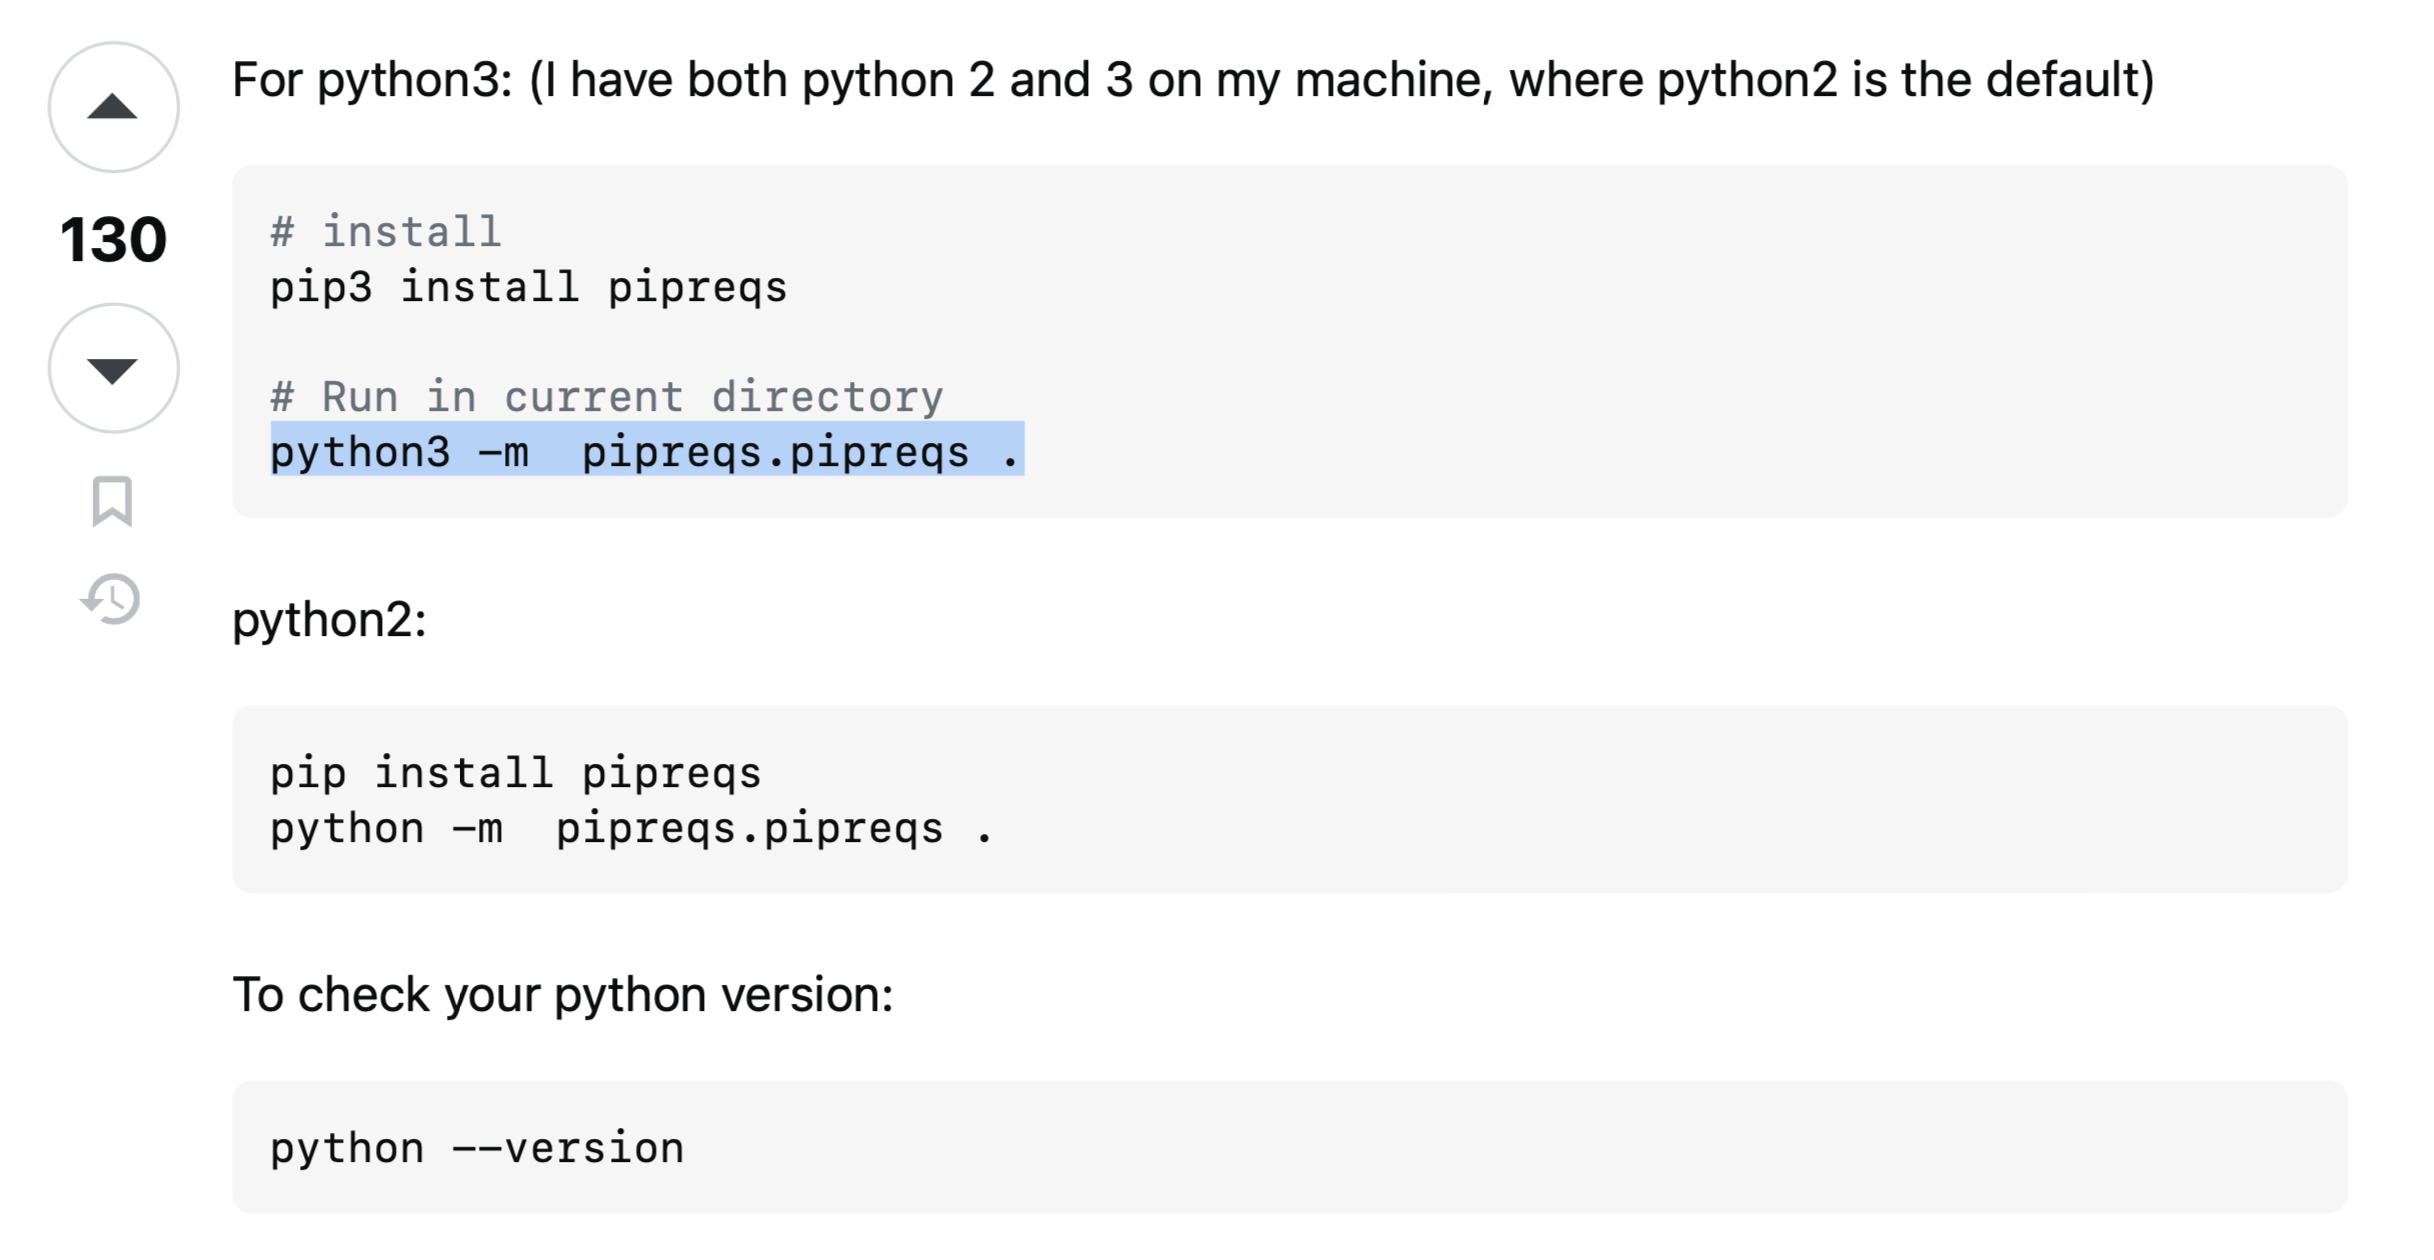 For python3: (I have both python 2 and 3 on my machine, where python2 is the default)
130
# install
pip3 install pipreqs
# Run in current directory
python3 -m  pipreqs.pipreqs .
python2:
pip install pipreqs
python -m  pipreqs.pipreqs .
To check your python version:
python --version